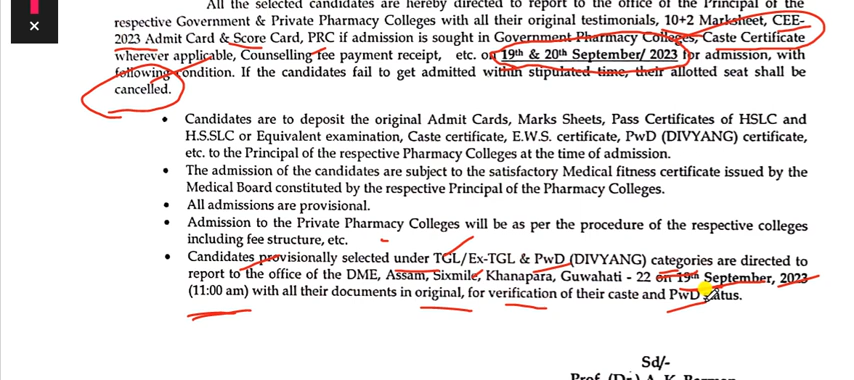 All the selected candidates are hereby directed to report to the office of the Principal of the
respective Government & Private Pharmacy Colleges with all their original testimonials, 10+2 Marksheet, CEE-
2023 Admit Card & Score Card, PRC if admission is sought in Government Pharmacy Colleges, Caste Certificate
wherever applicable, Counselling fee payment receipt, etc. on 19th & 20th September/ 2023 for admission, with
following condition. If the candidates fail to get admitted within stipulated time, their allotted seat shall be
cancelled.
• Candidates are to deposit the original Admit Cards, Marks Sheets, Pass Certificates of HSLC and
H.S.SLC or Equivalent examination, Caste certificate, E.W.S. certificate, PwD (DIVYANG) certificate,
etc. to the Principal of the respective Pharmacy Colleges at the time of admission.
• The admission of the candidates are subject to the satisfactory Medical fitness certificate issued by the
Medical Board constituted by the respective Principal of the Pharmacy Colleges.
• All admissions are provisional.
• Admission to the Private Pharmacy Colleges will be as per the procedure of the respective colleges
including fee structure, etc.
• Candidates provisionally selected under TGL/Ex-TGL & PwD (DIVYANG) categories are directed to
report to the office of the DME, Assam, Sixmile, Khanapara, Guwahati - 22 on 19th September, 2023
(11:00 am) with all their documents in original, for verification of their caste and PwD status.
Sd/-